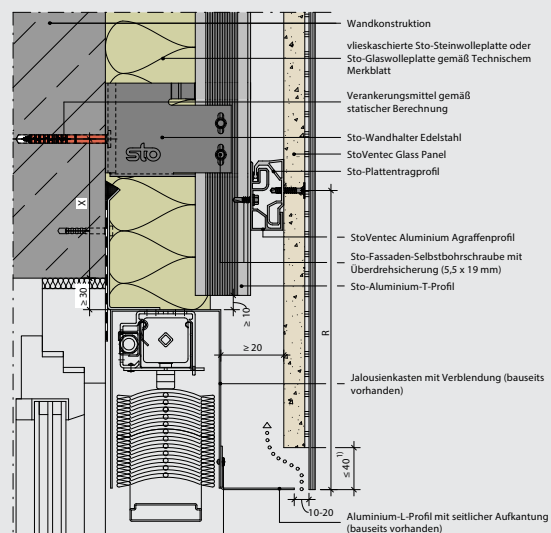 Wandkonstruktion
vlieskaschierte Sto-Steinwolleplatte oder
Sto-Glaswolleplatte gemäß Technischem
Merkblatt
Verankerungsmittel gemäß
statischer Berechnung
Sto-Wandhalter Edelstahl
sto
StoVentec Glass Panel
Sto-Plattentragprofil
X
StoVentec Aluminium Agraffenprofil
Sto-Fassaden-Selbstbohrschraube mit
Überdrehsicherung (5,5 x 19 mm)
Sto-Aluminium-T-Profil
≥ 30
≥ 10
R
≥ 20
Jalousienkasten mit Verblendung (bauseits
vorhanden)
≤ 40 1)
10-20
Aluminium-L-Profil mit seitlicher Aufkantung
(bauseits vorhanden)